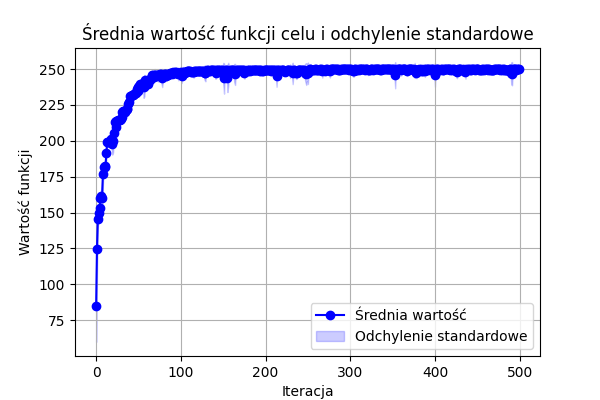 Średnia wartość funkcji celu i odchylenie standardowe
Wartość funkcji
250
225
200
175
150
125
100
75
Średnia wartość
Odchylenie standardowe
0 100 200 300 400 500
Iteracja